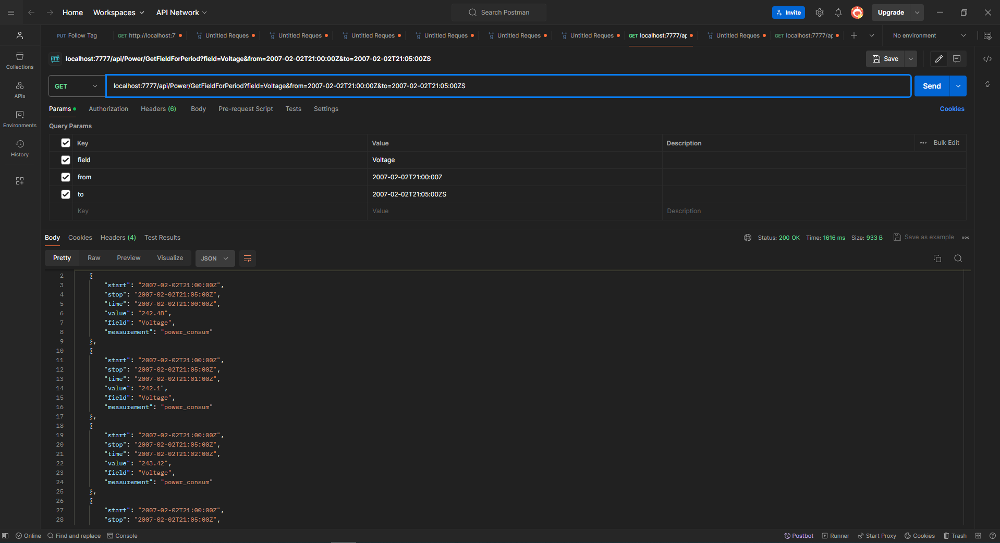 Home Workspaces API Network Search Postman Invite Upgrade
PUT Follow Tag GET http://localhost:7 Untitled Reques Untitled Reques Untitled Reques Untitled Reques Untitled Reques Untitled Reques GET localhost:7777/ap Untitled Reques GET localhost:7777/ap No environment
HTTP localhost:7777/api/Power/GetFieldForPeriod?field=Voltage&from=2007-02-02T21:00:00Z&to=2007-02-02T21:05:00ZS Save
Collections
GET localhost:7777/api/Power/GetFieldForPeriod?field=Voltage&from=2007-02-02T21:00:00Z&to=2007-02-02T21:05:00ZS Send
APIs
Params Authorization Headers (6) Body Pre-request Script Tests Settings Cookies
Environments
Query Params
Key Value Description Bulk Edit
History
field Voltage
from 2007-02-02T21:00:00Z
to 2007-02-02T21:05:00ZS
Key Value Description
Body Cookies Headers (4) Test Results Status: 200 OK Time: 1616 ms Size: 933 B Save as example
Pretty Raw Preview Visualize JSON
2 {
3 "start": "2007-02-02T21:00:00Z",
4 "stop": "2007-02-02T21:05:00Z",
5 "time": "2007-02-02T21:00:00Z",
6 "value": "242.48",
7 "field": "Voltage",
8 "measurement": "power_consum"
9 },
10 {
11 "start": "2007-02-02T21:00:00Z",
12 "stop": "2007-02-02T21:05:00Z",
13 "time": "2007-02-02T21:01:00Z",
14 "value": "242.1",
15 "field": "Voltage",
16 "measurement": "power_consum"
17 },
18 {
19 "start": "2007-02-02T21:00:00Z",
20 "stop": "2007-02-02T21:05:00Z",
21 "time": "2007-02-02T21:02:00Z",
22 "value": "243.42",
23 "field": "Voltage",
24 "measurement": "power_consum"
25 },
26 {
27 "start": "2007-02-02T21:00:00Z",
28 "stop": "2007-02-02T21:05:00Z",
Online Find and replace Console Postbot Runner Start Proxy Cookies Trash